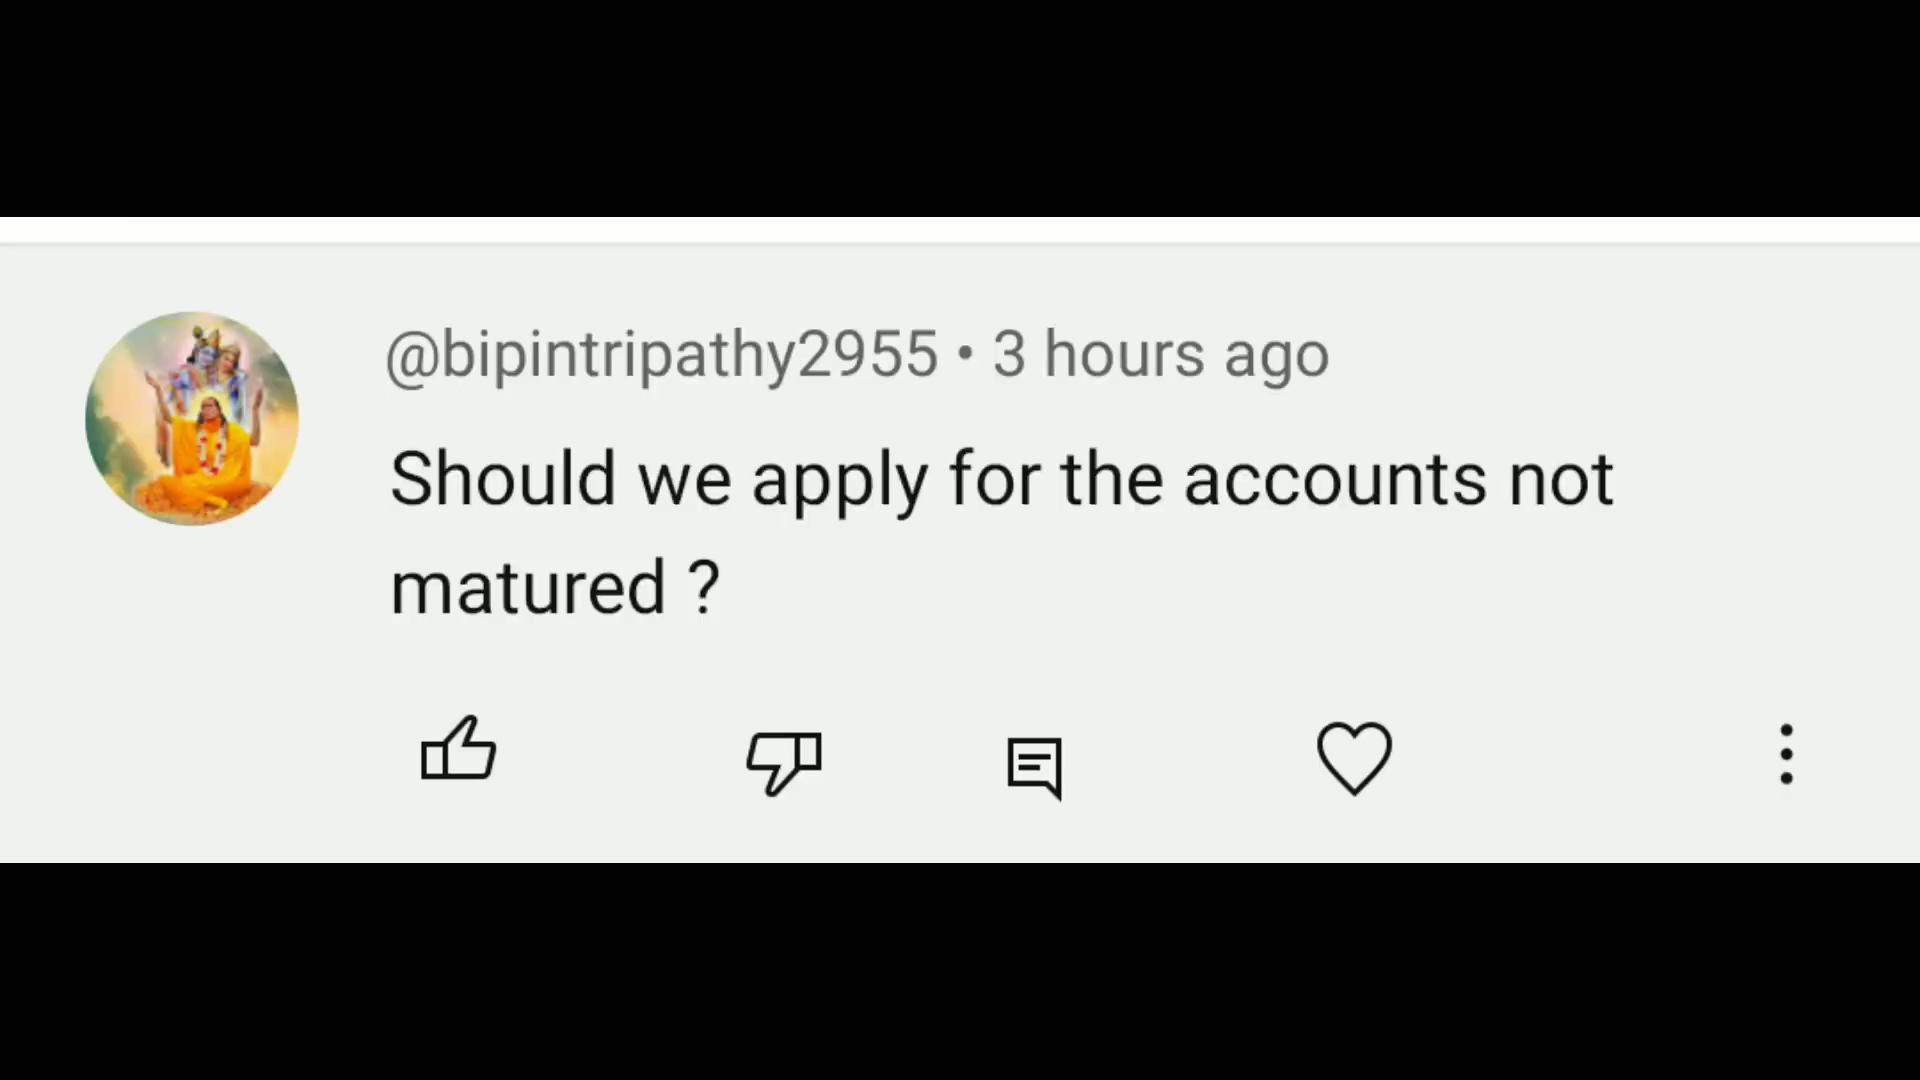 @bipintripathy2955 • 3 hours ago
Should we apply for the accounts not
matured ?